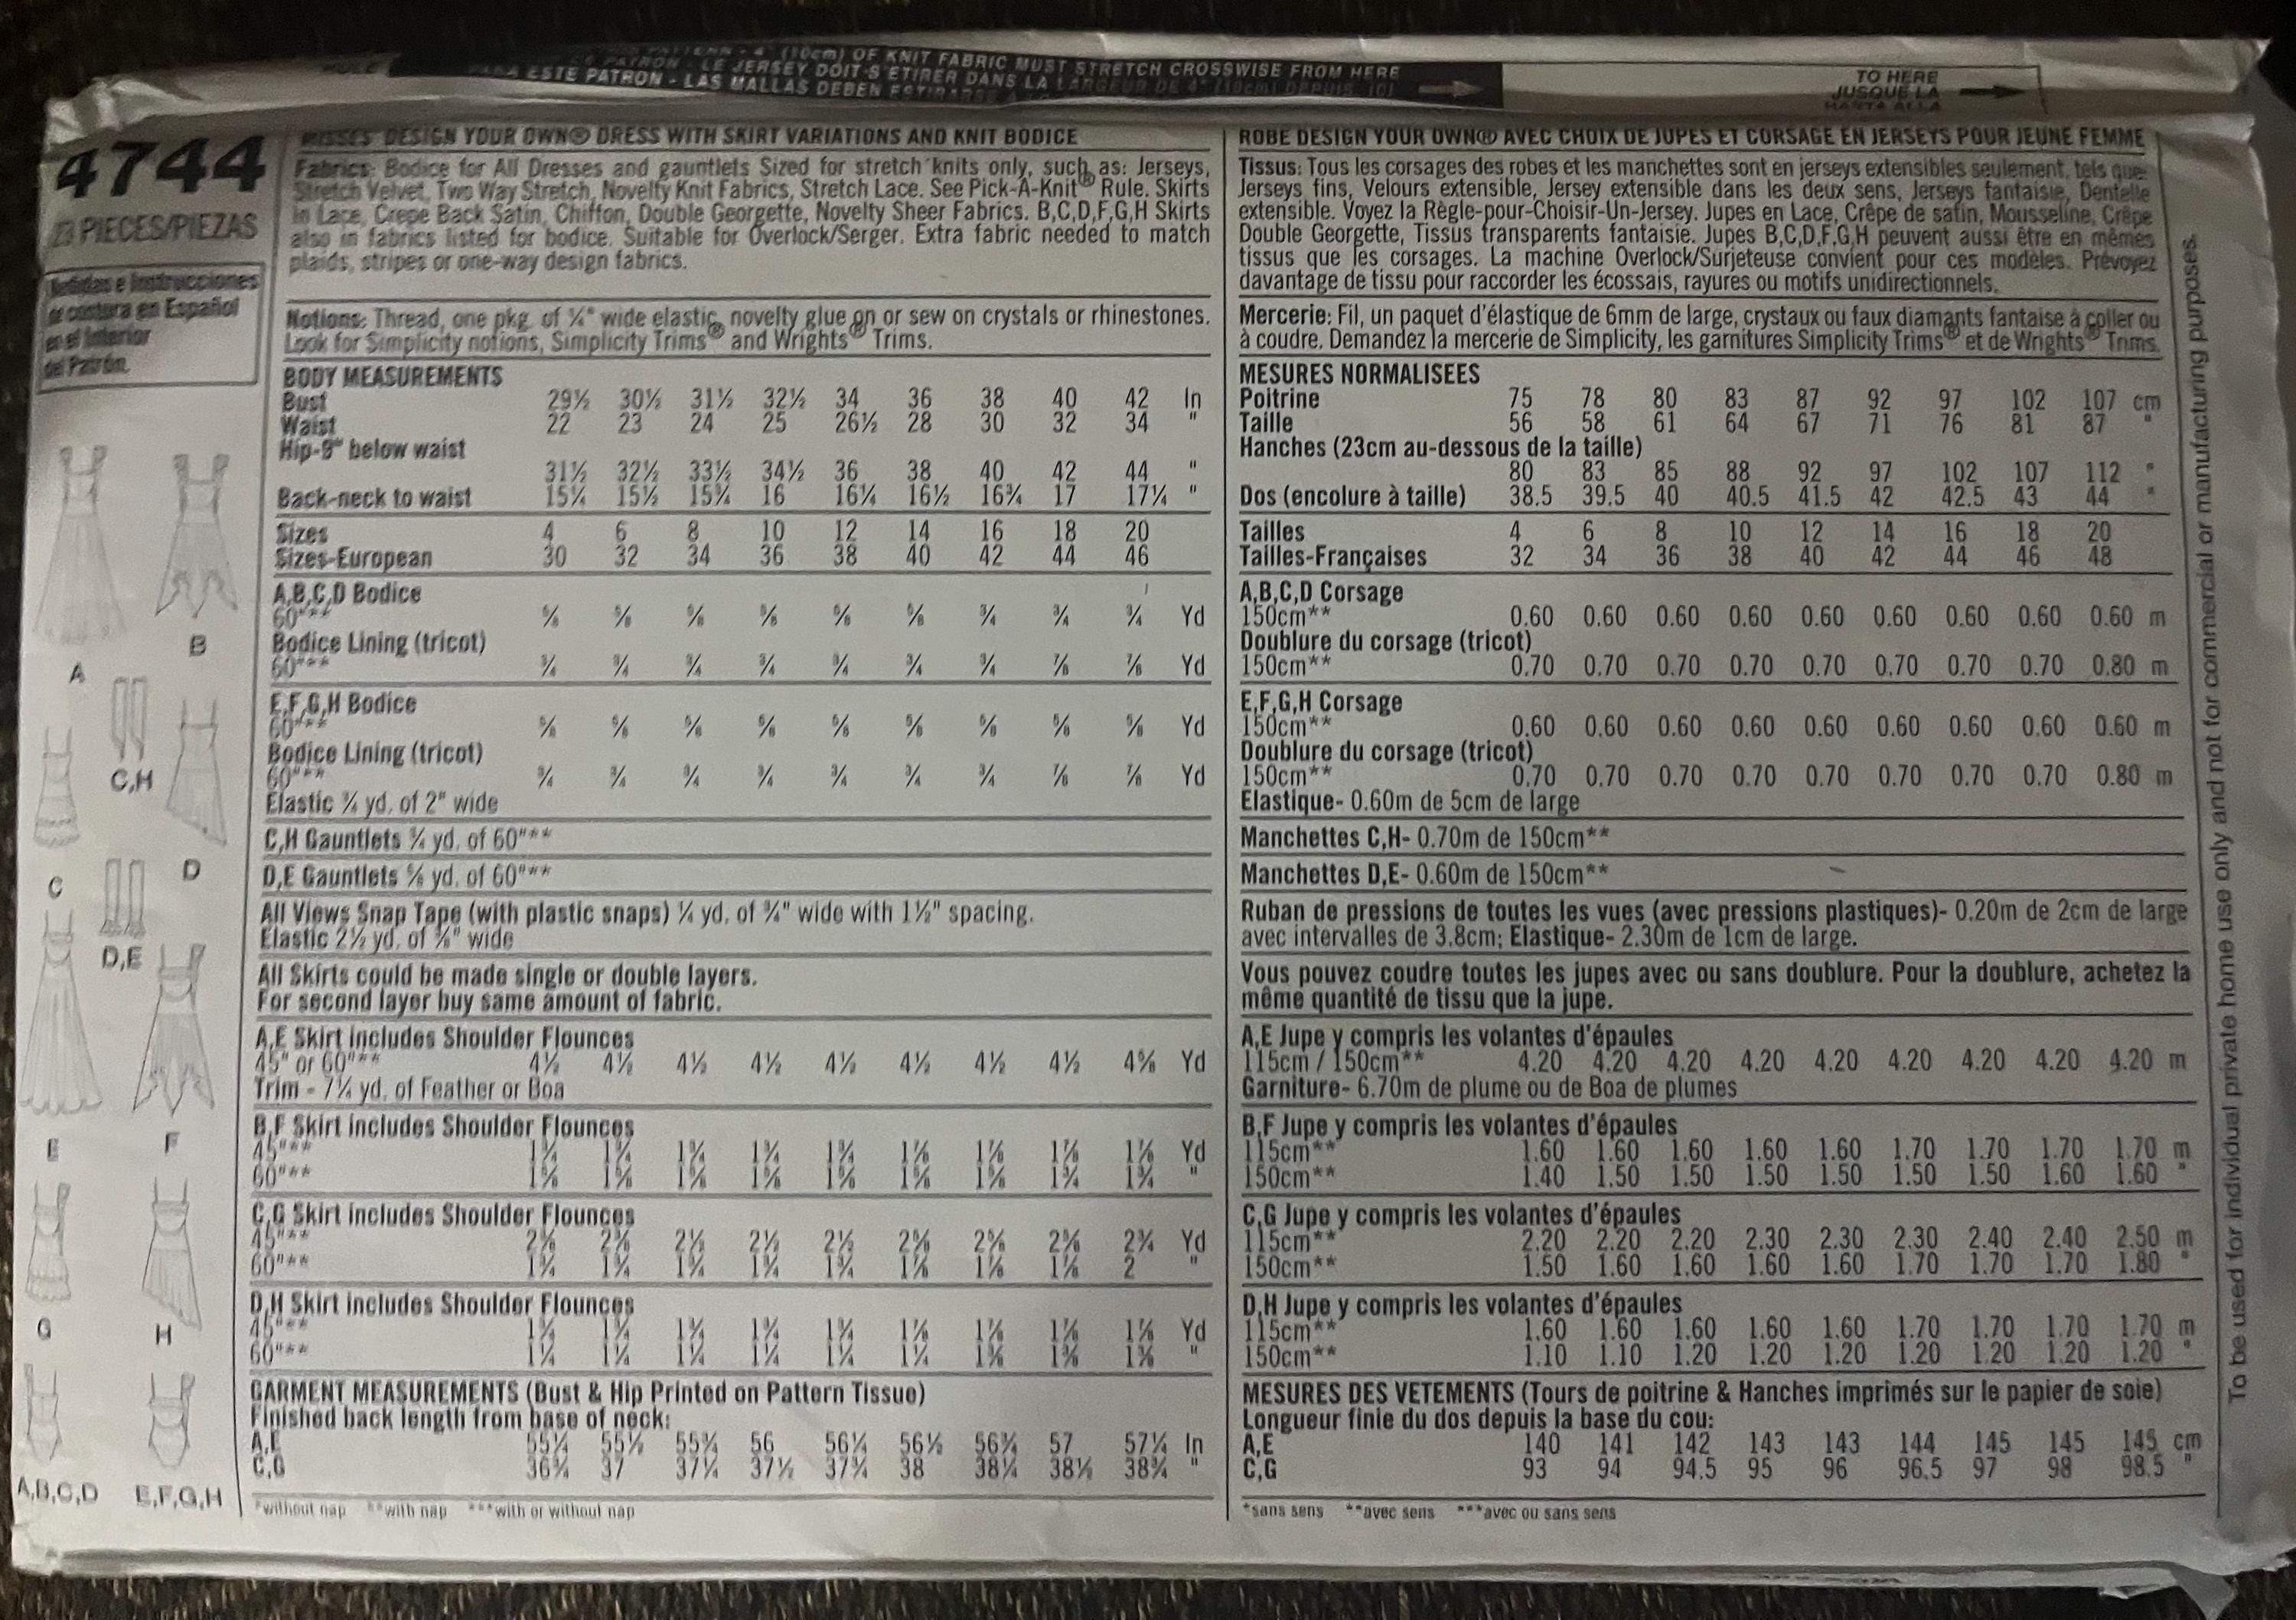 OF KNIT FABRIC MUST STRETCH CROSSWISE FROM HERE
PATRON - LE JERSEY DOIT S'ETIRER DANS LA LARGEUR DE
ESTE PATRON - LAS MALLAS DEBEN
TO HERE
JUSQUE LA
HASTA ALLA
4744
23 PIECES/PIEZAS
Medidas e Instrucciones
de costura en Español
en el Interior
del Patrón.
A
B
C,H
C
D
D,E
E
F
G
H
A,B,C,D
E,F,G,H
MISSES' DESIGN YOUR OWN® DRESS WITH SKIRT VARIATIONS AND KNIT BODICE
Fabrics: Bodice for All Dresses and gauntlets Sized for stretch knits only, such as: Jerseys,
Stretch Velvet, Two Way Stretch, Novelty Knit Fabrics, Stretch Lace. See Pick-A-Knit® Rule. Skirts
in Lace, Crepe Back Satin, Chiffon, Double Georgette, Novelty Sheer Fabrics. B,C,D,F,G,H Skirts
also in fabrics listed for bodice. Suitable for Overlock/Serger. Extra fabric needed to match
plaids, stripes or one-way design fabrics.
Notions: Thread, one pkg. of ¼" wide elastic, novelty glue on or sew on crystals or rhinestones.
Look for Simplicity notions, Simplicity Trims® and Wrights® Trims.
BODY MEASUREMENTS
Bust 29½ 30½ 31½ 32½ 34 36 38 40 42 In
Waist 22 23 24 25 26½ 28 30 32 34 "
Hip-9" below waist
31½ 32½ 33½ 34½ 36 38 40 42 44 "
Back-neck to waist 15¼ 15½ 15¾ 16 16¼ 16½ 16¾ 17 17¼ "
Sizes 4 6 8 10 12 14 16 18 20
Sizes-European 30 32 34 36 38 40 42 44 46
A,B,C,D Bodice
60"** ⅝ ⅝ ⅝ ⅝ ⅝ ⅝ ¾ ¾ ¾ Yd
Bodice Lining (tricot)
60"** ¾ ¾ ¾ ¾ ¾ ¾ ¾ ⅞ ⅞ Yd
E,F,G,H Bodice
60"** ⅝ ⅝ ⅝ ⅝ ⅝ ⅝ ⅝ ⅝ ⅝ Yd
Bodice Lining (tricot)
60"** ¾ ¾ ¾ ¾ ¾ ¾ ¾ ⅞ ⅞ Yd
Elastic yd. of 2" wide
C,H Gauntlets ¾ yd. of 60"**
D,E Gauntlets ⅝ yd. of 60"**
All Views Snap Tape (with plastic snaps) ¼ yd. of ¾" wide with 1½" spacing.
Elastic 2½ yd. of ⅜" wide
All Skirts could be made single or double layers.
For second layer buy same amount of fabric.
A,E Skirt includes Shoulder Flounces
45" or 60"** 4½ 4½ 4½ 4½ 4½ 4½ 4½ 4½ 4⅝ Yd
Trim - 7¼ yd. of Feather or Boa
B,F Skirt includes Shoulder Flounces
45"** 1¾ 1¾ 1¾ 1¾ 1¾ 1⅞ 1⅞ 1⅞ 1⅞ Yd
60"** 1⅝ 1⅝ 1⅝ 1⅝ 1⅝ 1⅝ 1⅝ 1¾ 1¾ "
C,G Skirt includes Shoulder Flounces
45"** 2⅜ 2⅜ 2½ 2½ 2½ 2⅝ 2⅝ 2⅝ 2¾ Yd
60"** 1¾ 1¾ 1¾ 1¾ 1¾ 1⅞ 1⅞ 1⅞ 2 "
D,H Skirt includes Shoulder Flounces
45"** 1¾ 1¾ 1¾ 1¾ 1¾ 1⅞ 1⅞ 1⅞ 1⅞ Yd
60"** 1¼ 1¼ 1¼ 1¼ 1¼ 1¼ 1⅜ 1⅜ 1⅜ "
GARMENT MEASUREMENTS (Bust & Hip Printed on Pattern Tissue)
Finished back length from base of neck:
A,E 55¼ 55½ 55¾ 56 56¼ 56½ 56¾ 57 57¼ In
C,G 36¾ 37 37¼ 37½ 37¾ 38 38¼ 38½ 38¾ "
*without nap **with nap ***with or without nap
ROBE DESIGN YOUR OWN® AVEC CHOIX DE JUPES ET CORSAGE EN JERSEYS POUR JEUNE FEMME
Tissus: Tous les corsages des robes et les manchettes sont en jerseys extensibles seulement, tels que:
Jerseys fins, Velours extensible, Jersey extensible dans les deux sens, Jerseys fantaisie, Dentelle
extensible. Voyez la Règle-pour-Choisir-Un-Jersey. Jupes en Lace, Crêpe de satin, Mousseline, Crêpe
Double Georgette, Tissus transparents fantaisie. Jupes B,C,D,F,G,H peuvent aussi être en mêmes
tissus que les corsages. La machine Overlock/Surjeteuse convient pour ces modèles. Prévoyez
davantage de tissu pour raccorder les écossais, rayures ou motifs unidirectionnels.
Mercerie: Fil, un paquet d'élastique de 6mm de large, crystaux ou faux diamants fantaise à coller ou
à coudre. Demandez la mercerie de Simplicity, les garnitures Simplicity Trims® et de Wrights® Trims.
MESURES NORMALISEES
Poitrine 75 78 80 83 87 92 97 102 107 cm
Taille 56 58 61 64 67 71 76 81 87 "
Hanches (23cm au-dessous de la taille)
80 83 85 88 92 97 102 107 112 "
Dos (encolure à taille) 38.5 39.5 40 40.5 41.5 42 42.5 43 44 "
Tailles 4 6 8 10 12 14 16 18 20
Tailles-Françaises 32 34 36 38 40 42 44 46 48
A,B,C,D Corsage
150cm** 0.60 0.60 0.60 0.60 0.60 0.60 0.60 0.60 0.60 m
Doublure du corsage (tricot)
150cm** 0.70 0.70 0.70 0.70 0.70 0.70 0.70 0.70 0.80 m
E,F,G,H Corsage
150cm** 0.60 0.60 0.60 0.60 0.60 0.60 0.60 0.60 0.60 m
Doublure du corsage (tricot)
150cm** 0.70 0.70 0.70 0.70 0.70 0.70 0.70 0.70 0.80 m
Elastique- 0.60m de 5cm de large
Manchettes C,H- 0.70m de 150cm**
Manchettes D,E- 0.60m de 150cm**
Ruban de pressions de toutes les vues (avec pressions plastiques)- 0.20m de 2cm de large
avec intervalles de 3.8cm; Elastique- 2.30m de 1cm de large.
Vous pouvez coudre toutes les jupes avec ou sans doublure. Pour la doublure, achetez la
même quantité de tissu que la jupe.
A,E Jupe y compris les volantes d'épaules
115cm / 150cm** 4.20 4.20 4.20 4.20 4.20 4.20 4.20 4.20 4.20 m
Garniture- 6.70m de plume ou de Boa de plumes
B,F Jupe y compris les volantes d'épaules
115cm** 1.60 1.60 1.60 1.60 1.60 1.70 1.70 1.70 1.70 m
150cm** 1.40 1.50 1.50 1.50 1.50 1.50 1.50 1.60 1.60 "
C,G Jupe y compris les volantes d'épaules
115cm** 2.20 2.20 2.20 2.30 2.30 2.30 2.40 2.40 2.50 m
150cm** 1.50 1.60 1.60 1.60 1.60 1.70 1.70 1.70 1.80 "
D,H Jupe y compris les volantes d'épaules
115cm** 1.60 1.60 1.60 1.60 1.60 1.70 1.70 1.70 1.70 m
150cm** 1.10 1.10 1.20 1.20 1.20 1.20 1.20 1.20 1.20 "
MESURES DES VETEMENTS (Tours de poitrine & Hanches imprimés sur le papier de soie)
Longueur finie du dos depuis la base du cou:
A,E 140 141 142 143 143 144 145 145 145 cm
C,G 93 94 94.5 95 96 96.5 97 98 98.5 "
*sans sens **avec sens ***avec ou sans sens
To be used for individual private home use only and not for commercial or manufacturing purposes.